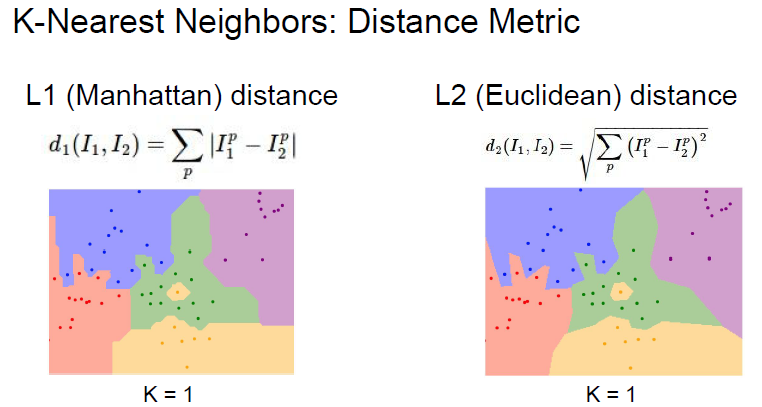 K-Nearest Neighbors: Distance Metric
L1 (Manhattan) distance
d₁(I₁, I₂) = ∑ₚ |I₁ᵖ − I₂ᵖ|
K = 1
L2 (Euclidean) distance
d₂(I₁, I₂) = √(∑ₚ (I₁ᵖ − I₂ᵖ)²)
K = 1